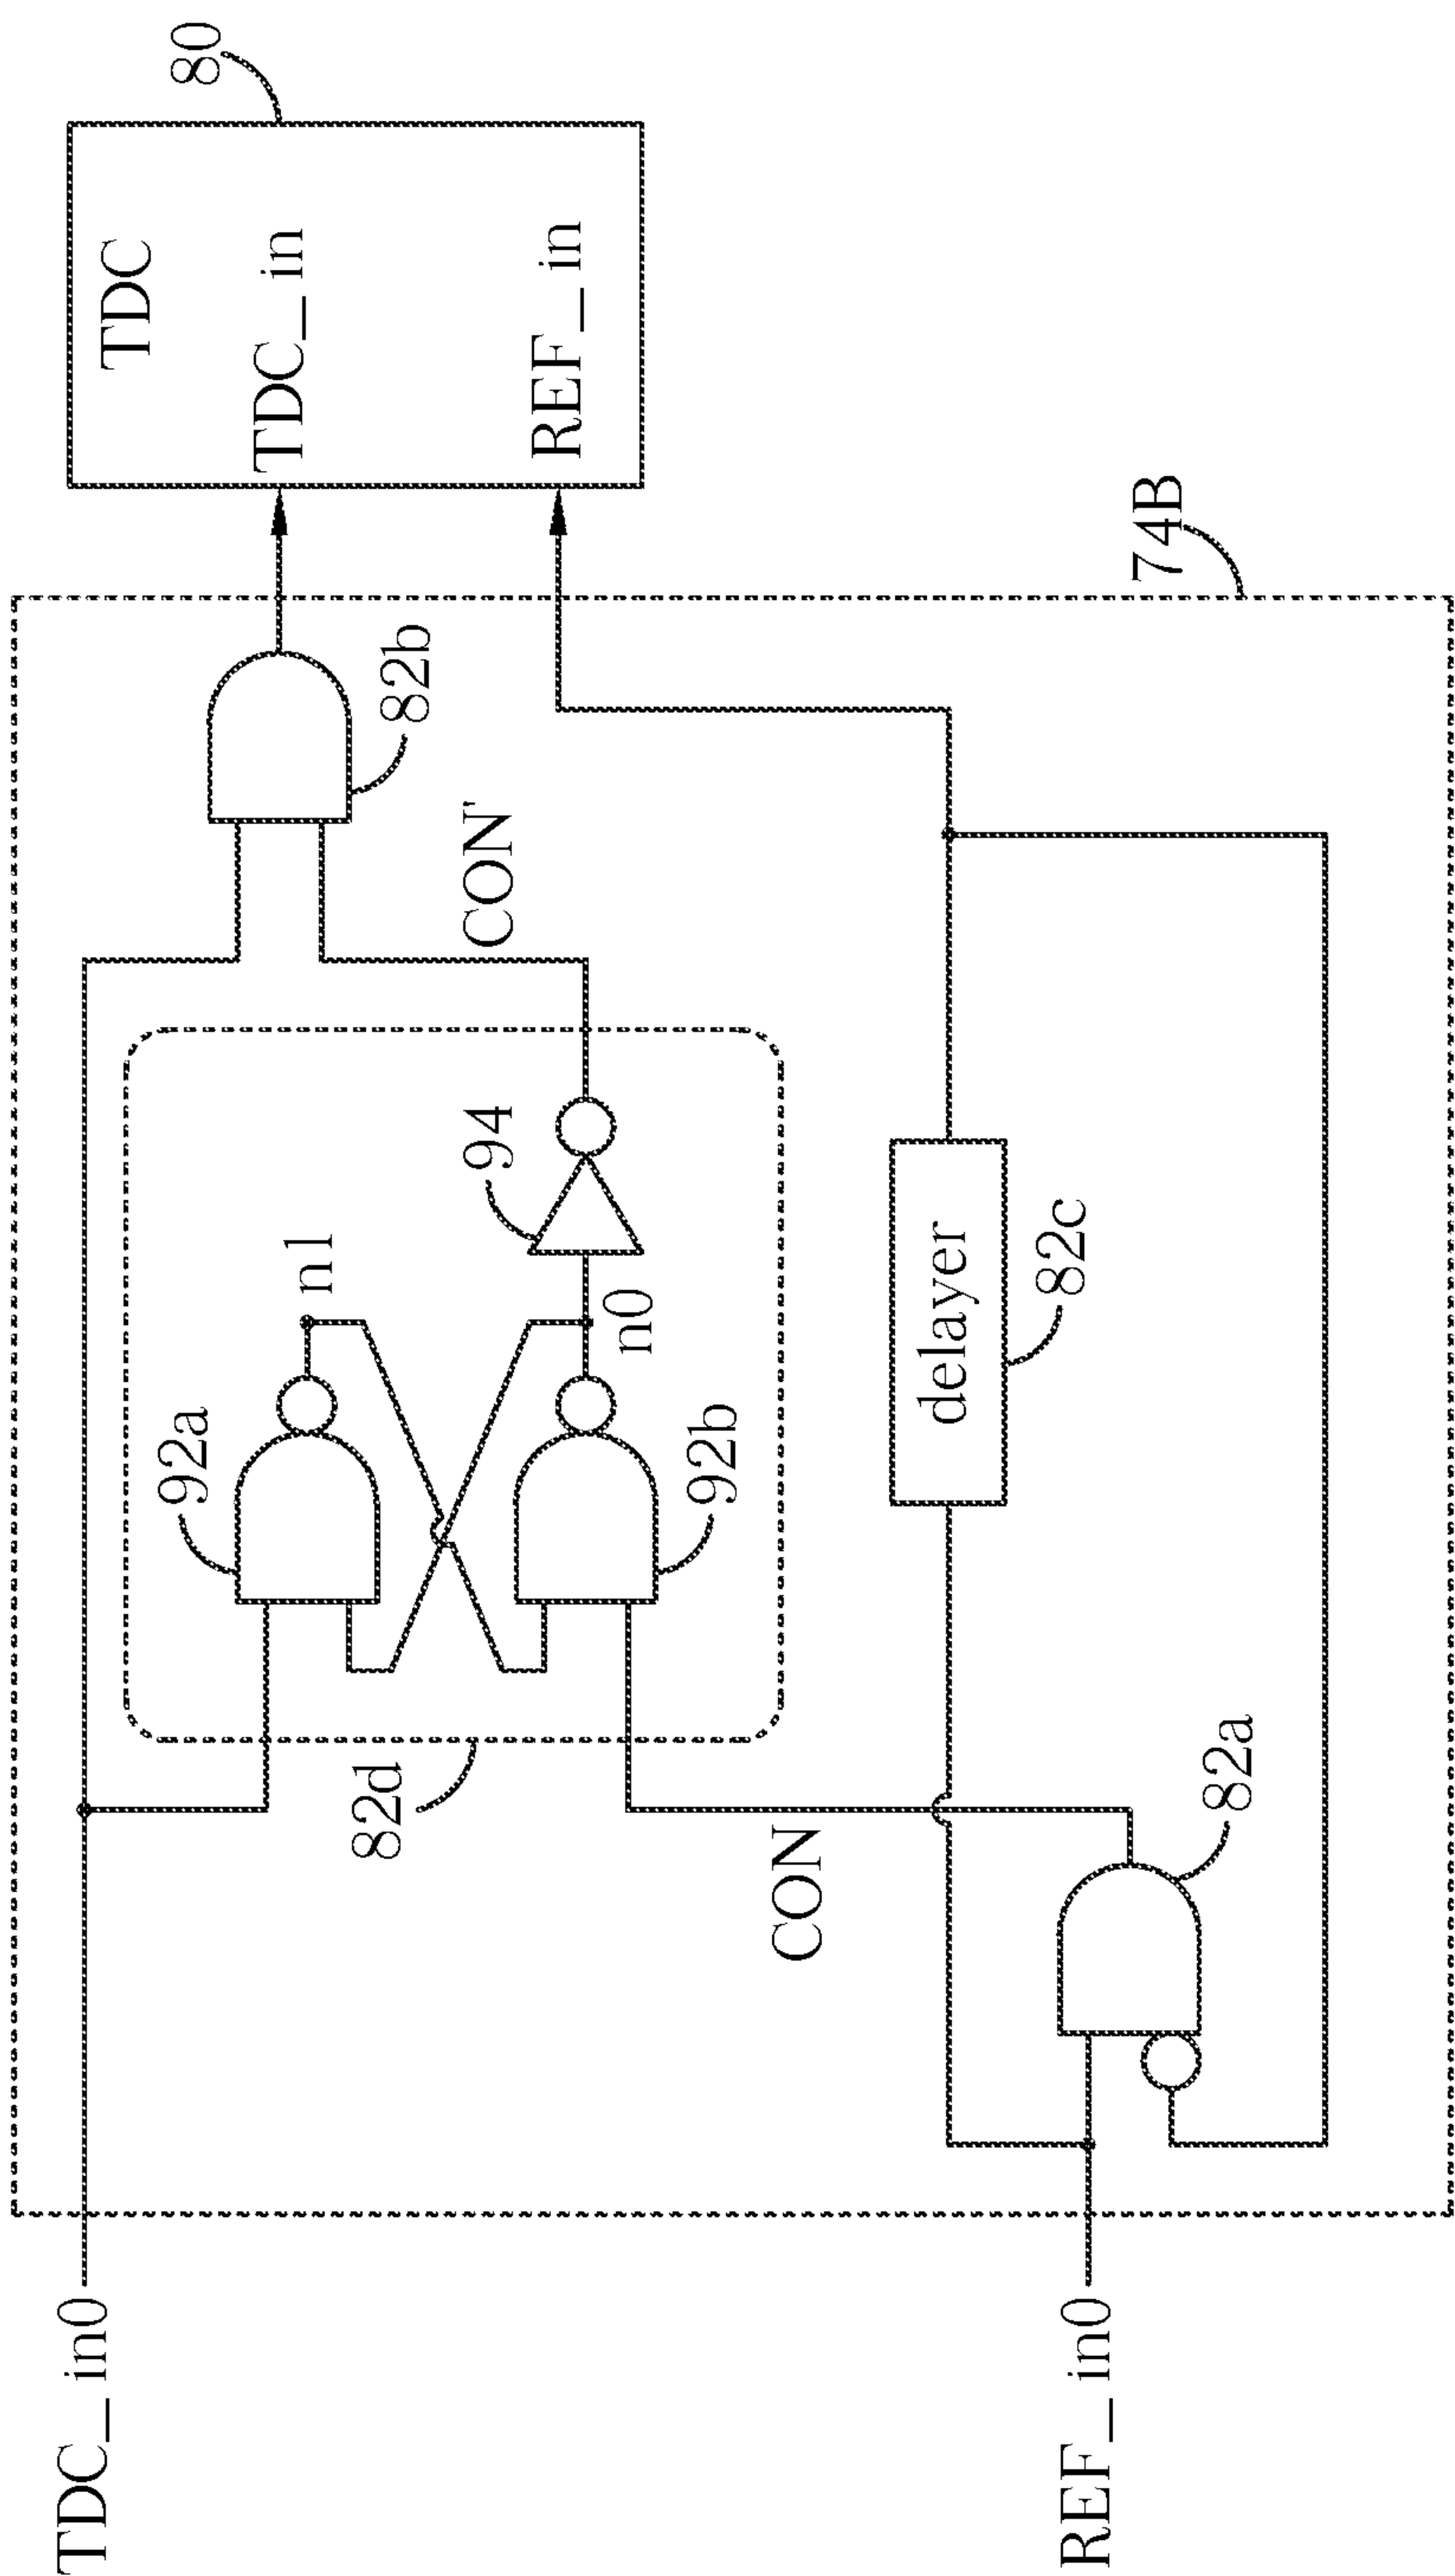 80
TDC
TDC_in
REF_in
74B
82b
CON'
94
n1
n0
92a
92b
82d
delayer
82c
CON
82a
TDC_in0
REF_in0